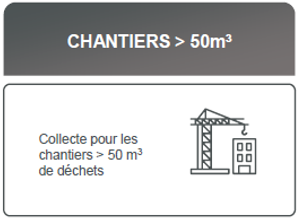 CHANTIERS > 50m³
Collecte pour les
chantiers > 50 m³
de déchets